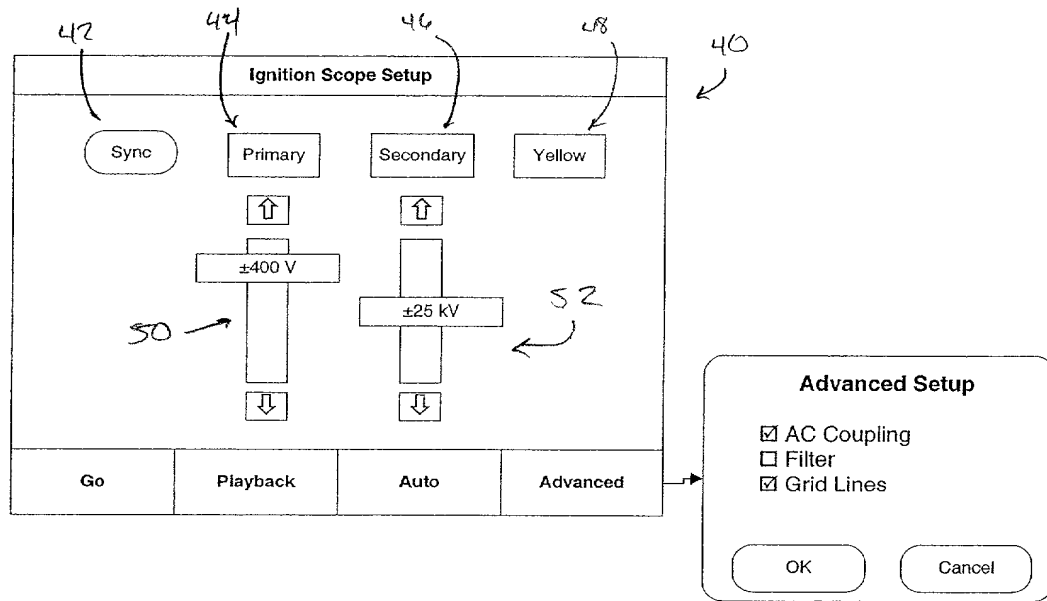 42 44 46 48
40
Ignition Scope Setup
Sync Primary Secondary Yellow
⇧ ⇧
±400 V
±25 kV
50 52
⇩ ⇩
Go Playback Auto Advanced
Advanced Setup
☑ AC Coupling
☐ Filter
☑ Grid Lines
OK Cancel